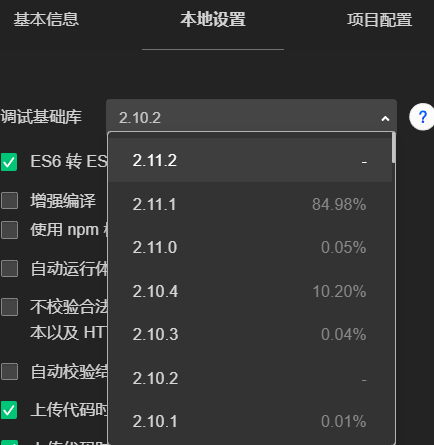 基本信息 本地设置 项目配置
调试基础库 2.10.2 ?
ES6 转 ES
增强编译
使用 npm
自动运行体
不校验合法
本以及 HT
自动校验结
上传代码时
2.11.2 -
2.11.1 84.98%
2.11.0 0.05%
2.10.4 10.20%
2.10.3 0.04%
2.10.2 -
2.10.1 0.01%